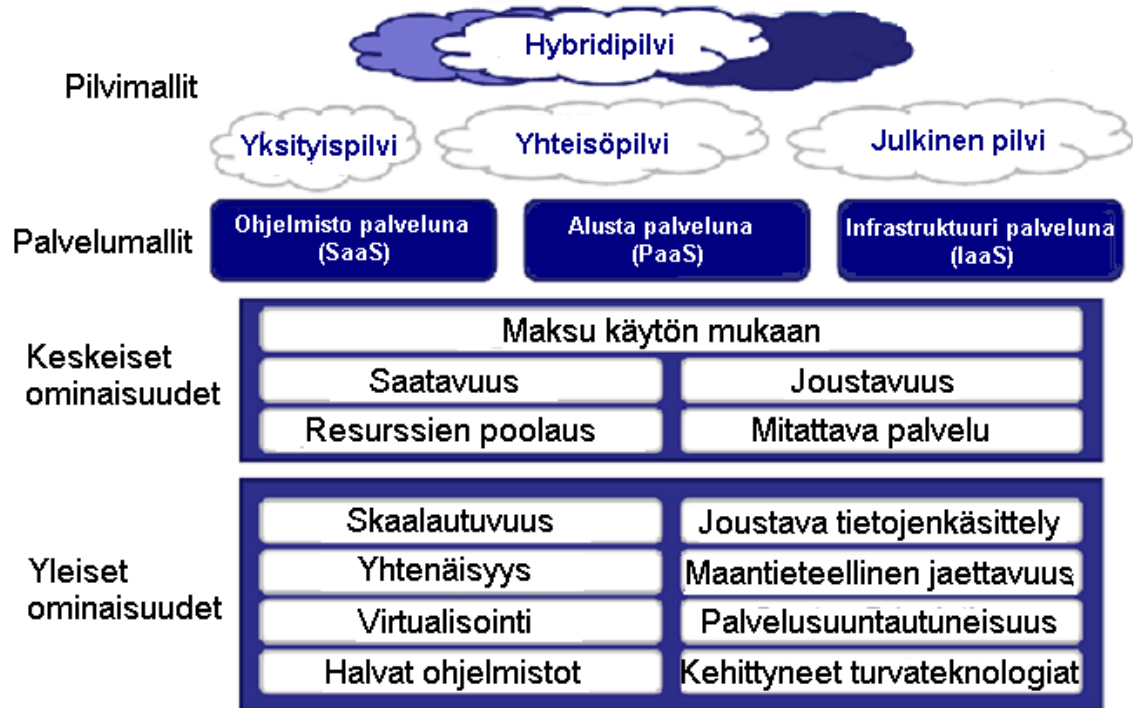 Hybridipilvi
Pilvimallit
Yksityispilvi
Yhteisöpilvi
Julkinen pilvi
Palvelumallit
Ohjelmisto palveluna
(SaaS)
Alusta palveluna
(PaaS)
Infrastruktuuri palveluna
(IaaS)
Keskeiset
ominaisuudet
Maksu käytön mukaan
Saatavuus
Joustavuus
Resurssien poolaus
Mitattava palvelu
Yleiset
ominaisuudet
Skaalautuvuus
Joustava tietojenkäsittely
Yhtenäisyys
Maantieteellinen jaettavuus
Virtualisointi
Palvelusuuntautuneisuus
Halvat ohjelmistot
Kehittyneet turvateknologiat